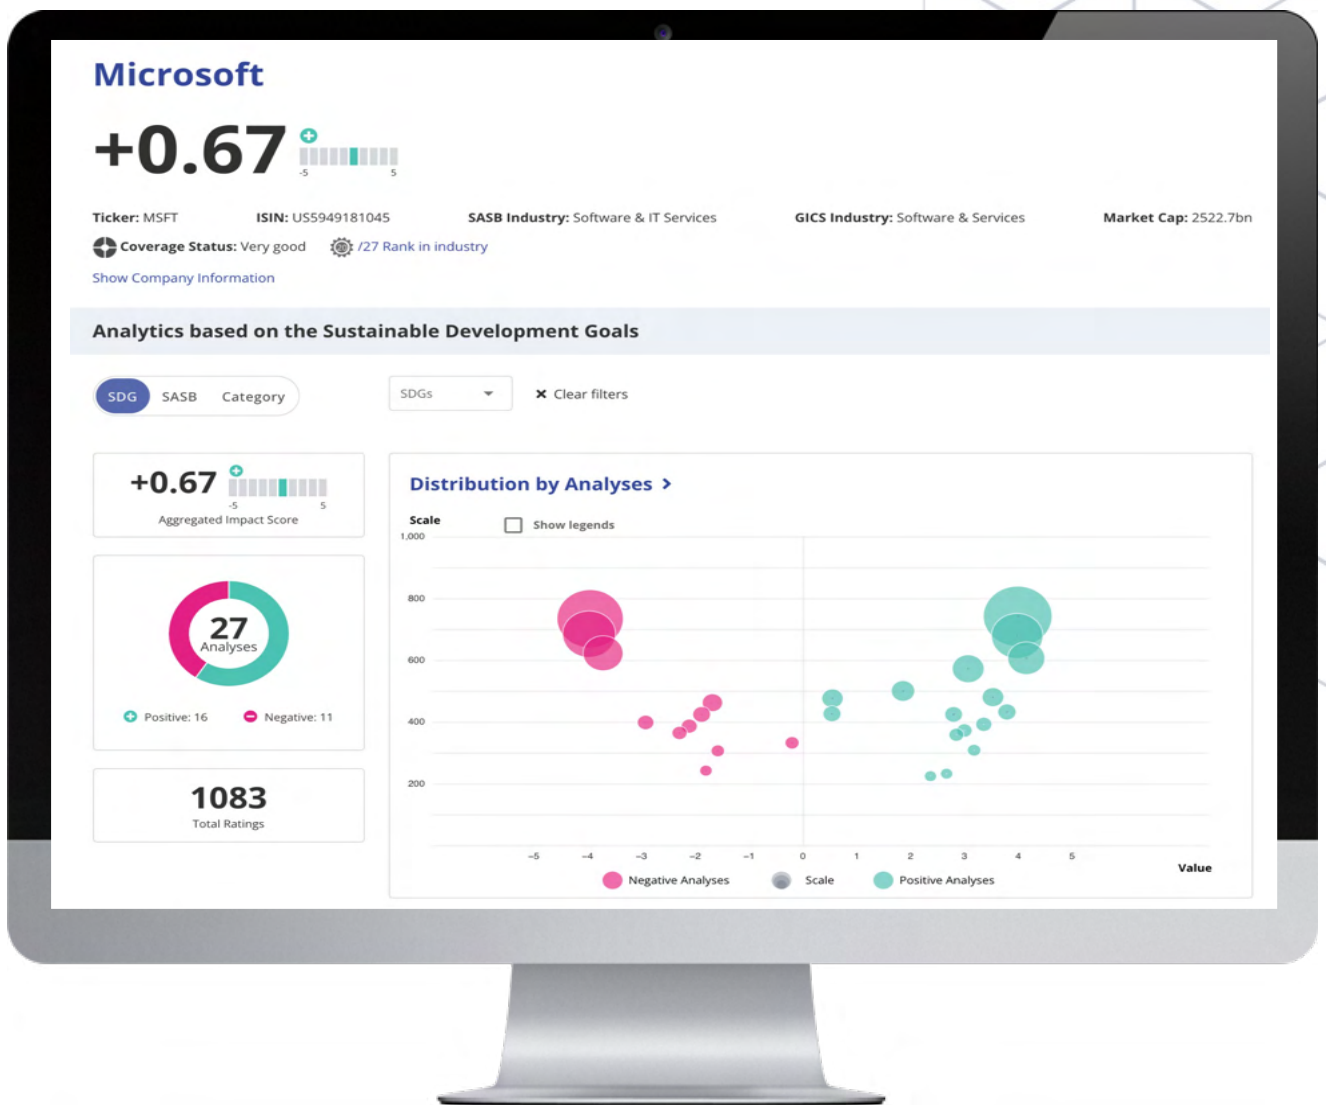 Microsoft
+0.67
-5 5
Ticker: MSFT ISIN: US5949181045 SASB Industry: Software & IT Services GICS Industry: Software & Services Market Cap: 2522.7bn
Coverage Status: Very good /27 Rank in industry
Show Company Information
Analytics based on the Sustainable Development Goals
SDG SASB Category SDGs Clear filters
+0.67
-5 5
Aggregated Impact Score
27
Analyses
Positive: 16 Negative: 11
1083
Total Ratings
Distribution by Analyses
Scale Show legends
1,000
800
600
400
200
−5 −4 −3 −2 −1 0 1 2 3 4 5
Value
Negative Analyses Scale Positive Analyses